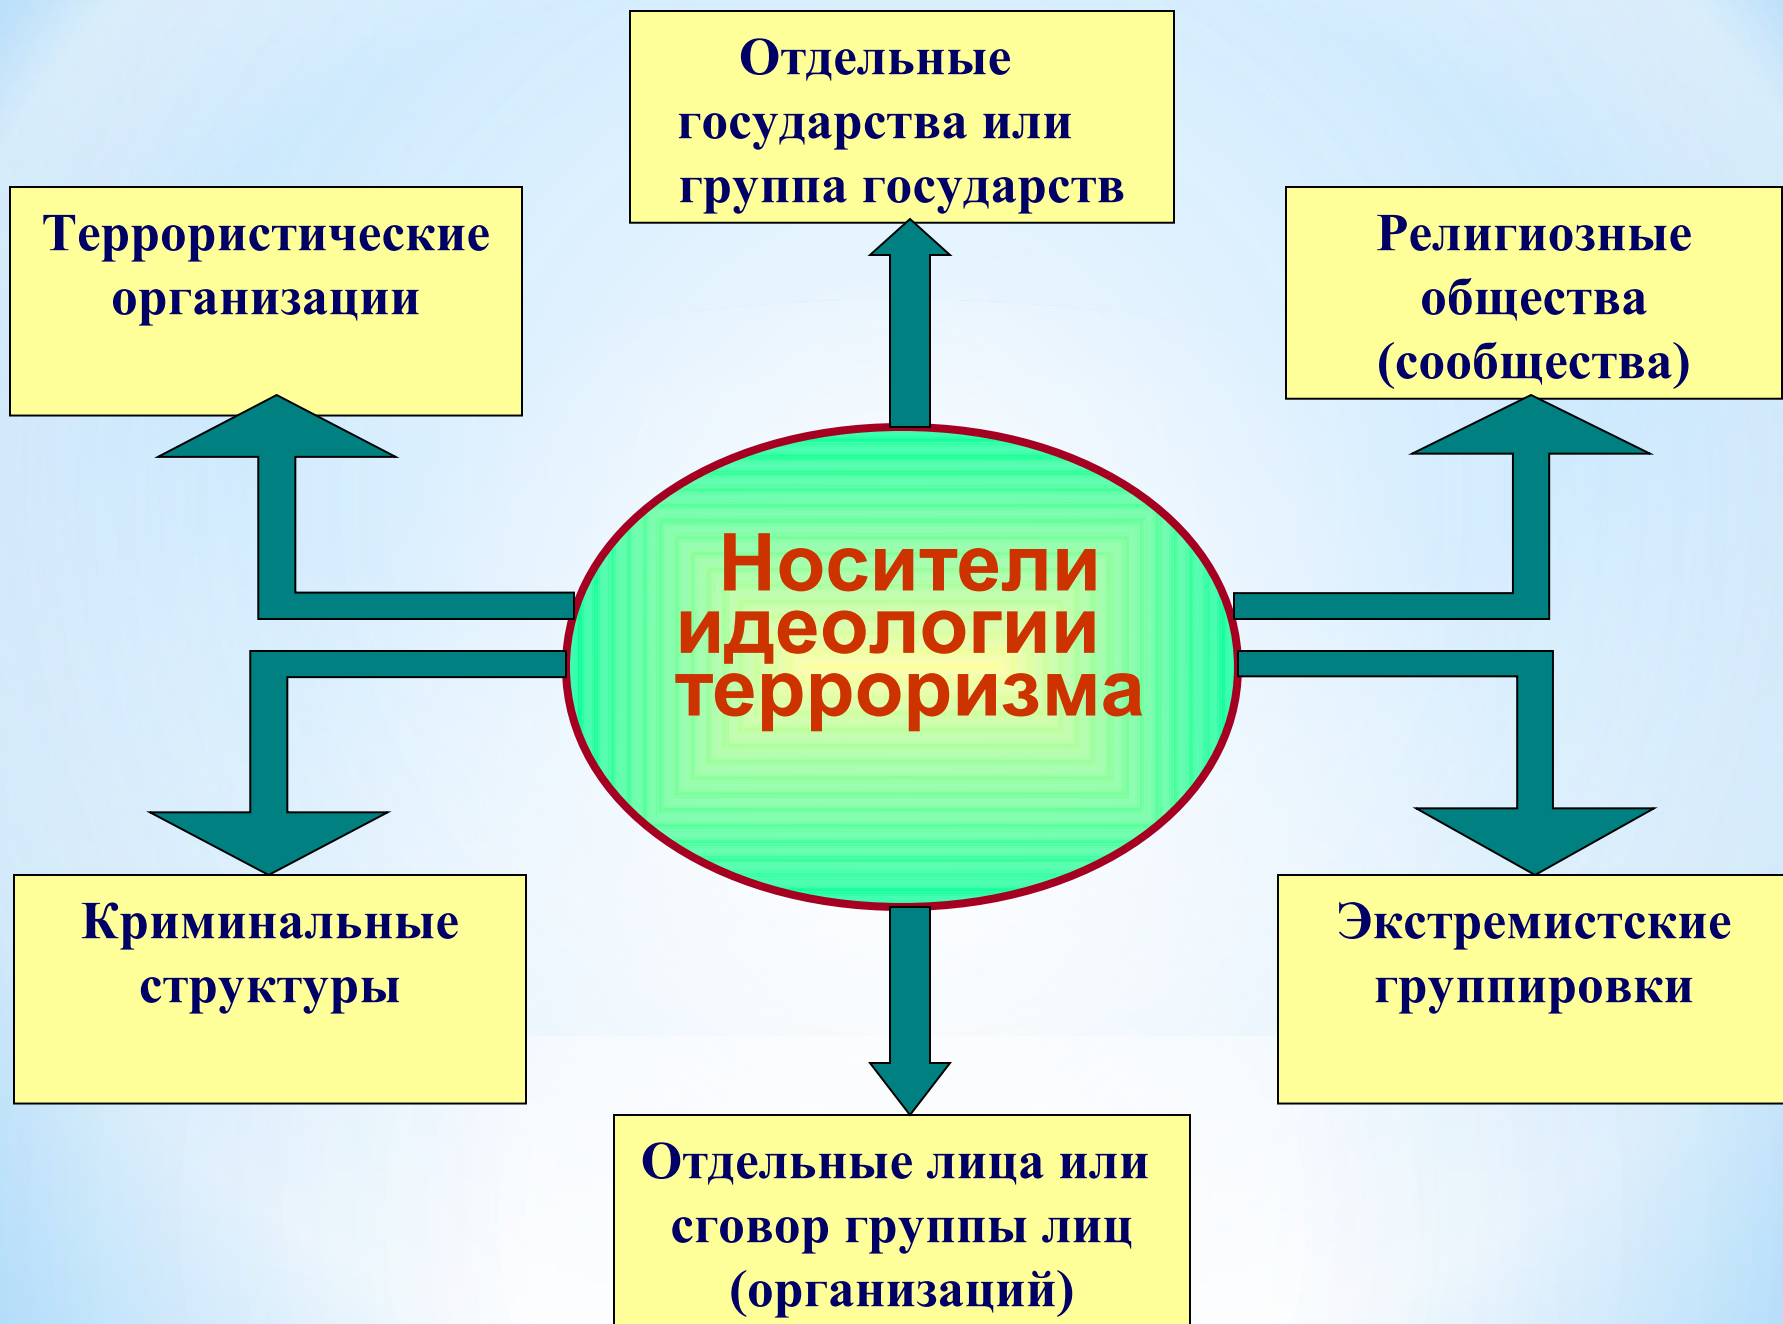 Отдельные
государства или
группа государств
Террористические
организации
Религиозные
общества
(сообщества)
Носители
идеологии
терроризма
Криминальные
структуры
Экстремистские
группировки
Отдельные лица или
сговор группы лиц
(организаций)